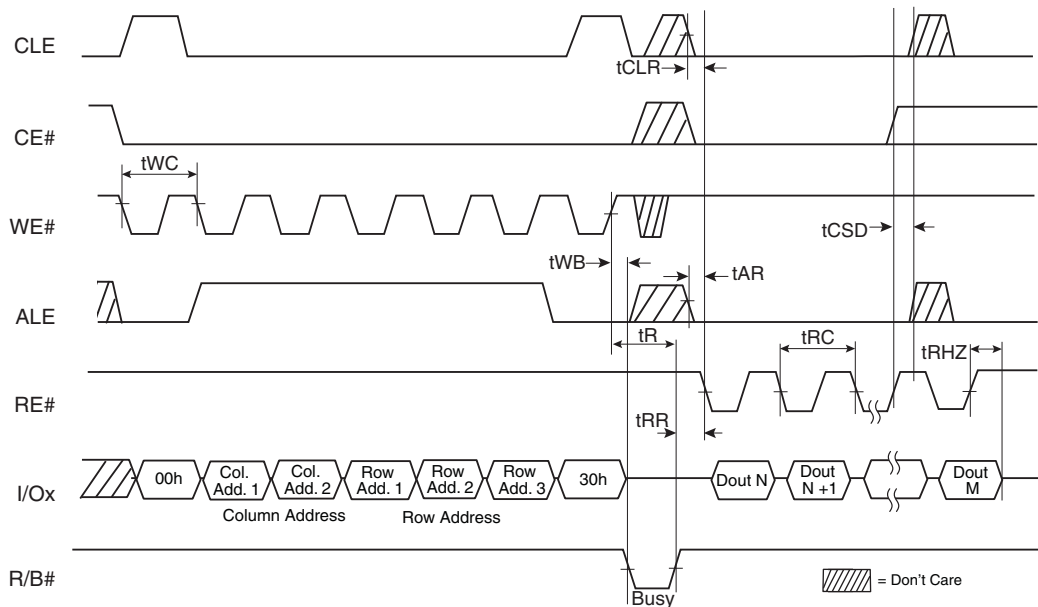 CLE
tCLR
CE#
tWC
WE#
tCSD
tWB
tAR
ALE
tR
tRC
tRHZ
RE#
tRR
I/Ox
00h
Col.
Add. 1
Col.
Add. 2
Row
Add. 1
Row
Add. 2
Row
Add. 3
30h
Dout N
Dout
N +1
Dout
M
Column Address
Row Address
R/B#
Busy
= Don't Care